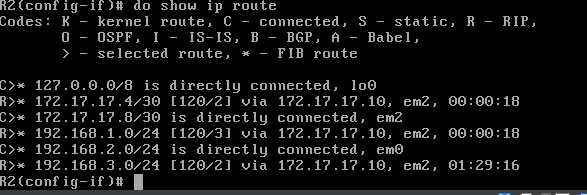 R2(config-if)# do show ip route
Codes: K - kernel route, C - connected, S - static, R - RIP,
O - OSPF, I - IS-IS, B - BGP, A - Babel,
> - selected route, * - FIB route
C>* 127.0.0.0/8 is directly connected, lo0
R>* 172.17.17.4/30 [120/2] via 172.17.17.10, em2, 00:00:18
C>* 172.17.17.8/30 is directly connected, em2
R>* 192.168.1.0/24 [120/3] via 172.17.17.10, em2, 00:00:18
C>* 192.168.2.0/24 is directly connected, em0
R>* 192.168.3.0/24 [120/2] via 172.17.17.10, em2, 01:29:16
R2(config-if)#